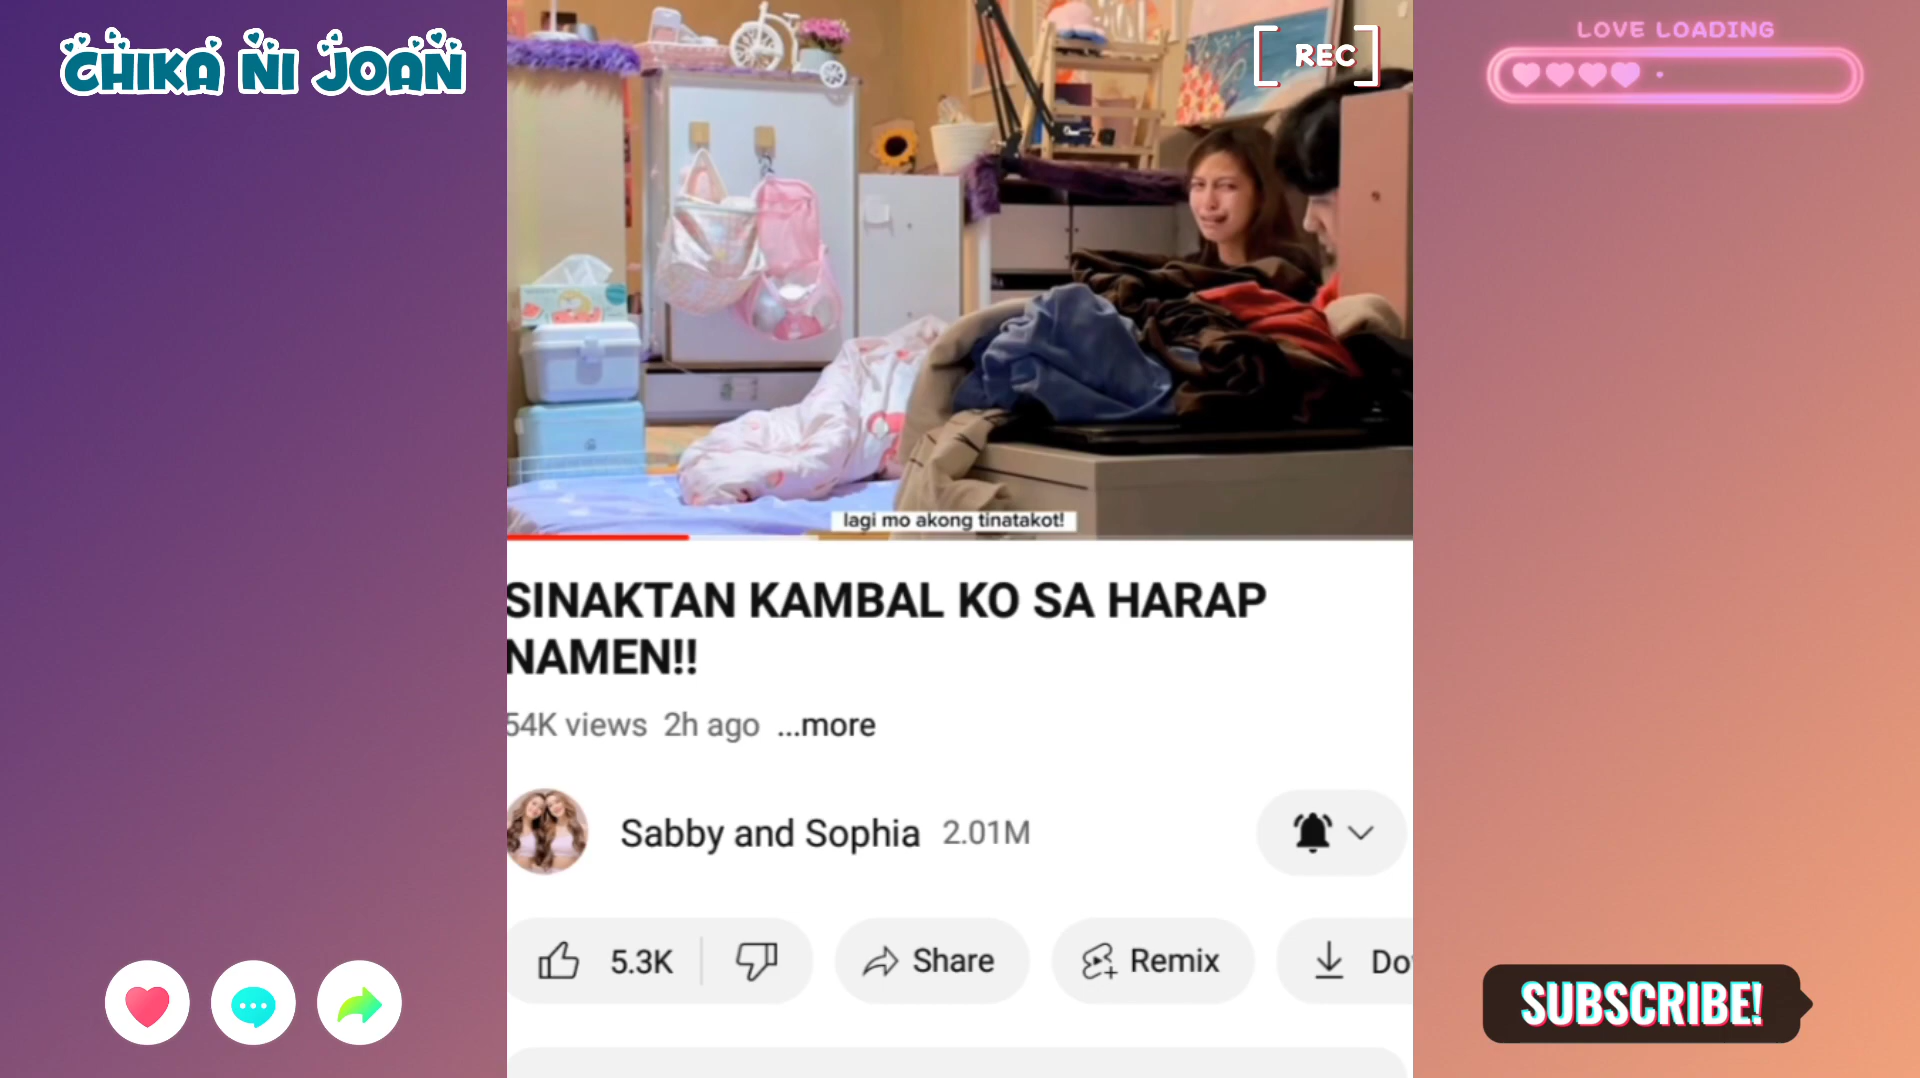 CHIKA NI JOAN
REC
LOVE LOADING
lagi mo akong tinatakot!
SINAKTAN KAMBAL KO SA HARAP
NAMEN!!
54K views 2h ago ...more
Sabby and Sophia 2.01M
5.3K Share Remix Do
SUBSCRIBE!